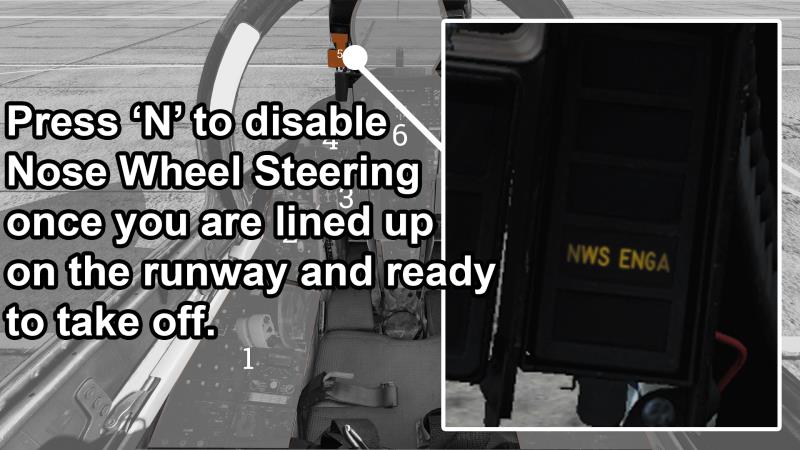 5
Press ‘N’ to disable
6
4
Nose Wheel Steering
3
once you are lined up
2
on the runway and ready
NWS ENGA
to take off.
1